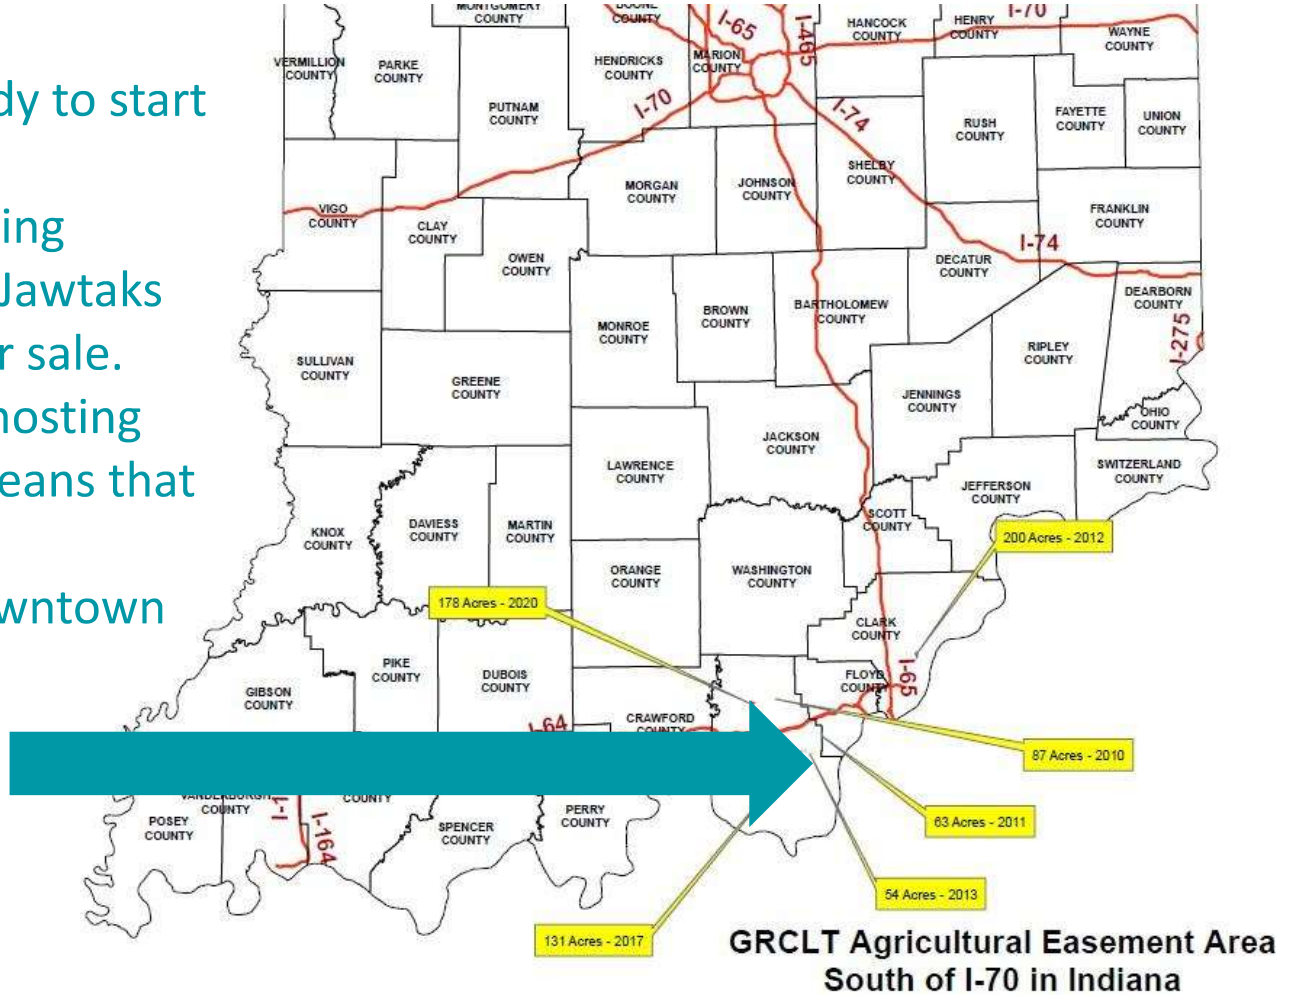 dy to start
ing
Jawtaks
r sale.
hosting
eans that
wntown
MONTGOMERY
COUNTY
BOONE
COUNTY
I-65
I-465
HANCOCK
COUNTY
HENRY
COUNTY
I-70
WAYNE
COUNTY
VERMILLION
COUNTY
PARKE
COUNTY
HENDRICKS
COUNTY
MARION
COUNTY
PUTNAM
COUNTY
I-70
I-74
RUSH
COUNTY
FAYETTE
COUNTY
UNION
COUNTY
MORGAN
COUNTY
JOHNSON
COUNTY
SHELBY
COUNTY
VIGO
COUNTY
CLAY
COUNTY
FRANKLIN
COUNTY
I-74
OWEN
COUNTY
DECATUR
COUNTY
DEARBORN
COUNTY
BROWN
COUNTY
BARTHOLOMEW
COUNTY
MONROE
COUNTY
I-275
SULLIVAN
COUNTY
RIPLEY
COUNTY
GREENE
COUNTY
JENNINGS
COUNTY
OHIO
COUNTY
JACKSON
COUNTY
LAWRENCE
COUNTY
SWITZERLAND
COUNTY
JEFFERSON
COUNTY
KNOX
COUNTY
DAVIESS
COUNTY
MARTIN
COUNTY
SCOTT
COUNTY
200 Acres - 2012
ORANGE
COUNTY
WASHINGTON
COUNTY
178 Acres - 2020
CLARK
COUNTY
PIKE
COUNTY
DUBOIS
COUNTY
FLOYD
COUNTY
I-65
GIBSON
COUNTY
I-64
CRAWFORD
COUNTY
87 Acres - 2010
VANDERBURGH
COUNTY
COUNTY
I-1
I-164
POSEY
COUNTY
SPENCER
COUNTY
PERRY
COUNTY
63 Acres - 2011
54 Acres - 2013
131 Acres - 2017
GRCLT Agricultural Easement Area
South of I-70 in Indiana